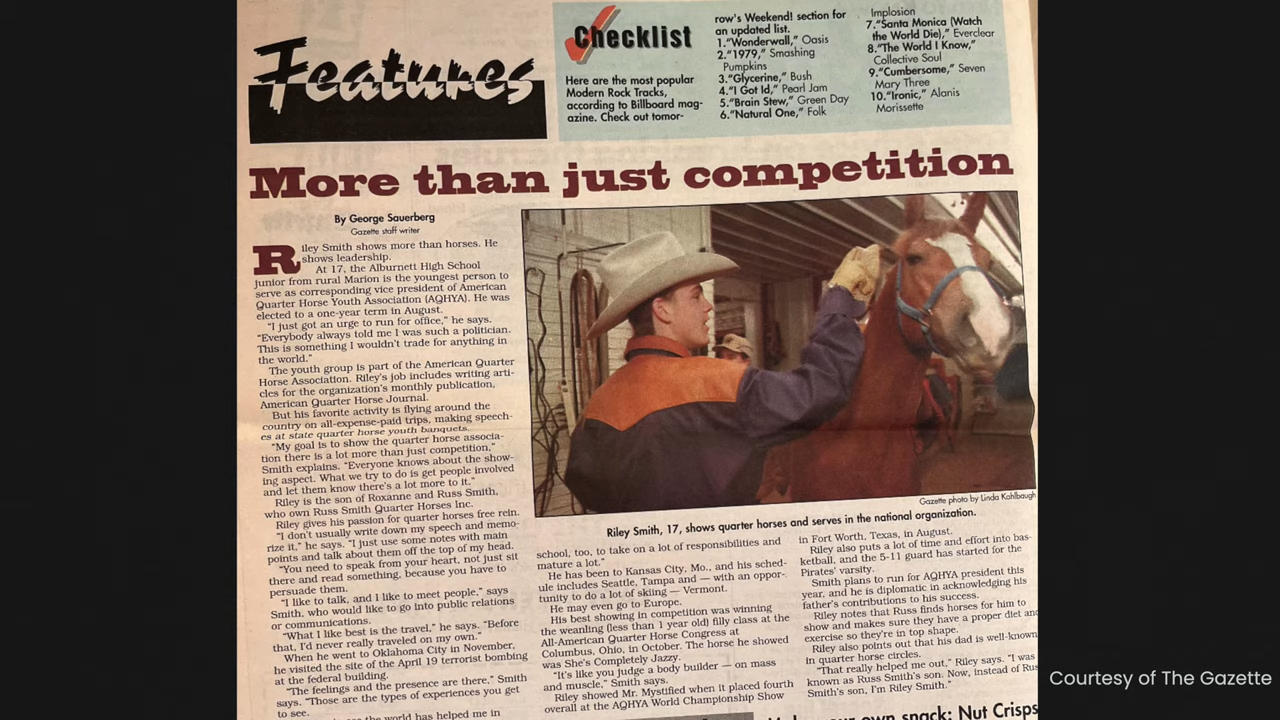 Features
Checklist
Here are the most popular
Modern Rock Tracks,
according to Billboard mag-
azine. Check out tomor-
row's Weekend! section for
an updated list.
1."Wonderwall," Oasis
2."1979," Smashing
Pumpkins
3."Glycerine," Bush
4."I Got Id," Pearl Jam
5."Brain Stew," Green Day
6."Natural One," Folk
Implosion
7."Santa Monica (Watch
the World Die)," Everclear
8."The World I Know,"
Collective Soul
9."Cumbersome," Seven
Mary Three
10."Ironic," Alanis
Morissette
More than just competition
By George Sauerberg
Gazette staff writer
Riley Smith shows more than horses. He
shows leadership.
At 17, the Alburnett High School
junior from rural Marion is the youngest person to
serve as corresponding vice president of American
Quarter Horse Youth Association (AQHYA). He was
elected to a one-year term in August.
"I just got an urge to run for office," he says.
"Everybody always told me I was such a politician.
This is something I wouldn't trade for anything in
the world."
The youth group is part of the American Quarter
Horse Association. Riley's job includes writing arti-
cles for the organization's monthly publication,
American Quarter Horse Journal.
But his favorite activity is flying around the
country on all-expense-paid trips, making speech-
es at state quarter horse youth banquets.
"My goal is to show the quarter horse associa-
tion there is a lot more than just competition,"
Smith explains. "Everyone knows about the show-
ing aspect. What we try to do is get people involved
and let them know there's a lot more to it."
Riley is the son of Roxanne and Russ Smith,
who own Russ Smith Quarter Horses Inc.
Riley gives his passion for quarter horses free rein.
"I don't usually write down my speech and memo-
rize it," he says. "I just use some notes with main
points and talk about them off the top of my head.
"You need to speak from your heart, not just sit
there and read something, because you have to
persuade them.
"I like to talk, and I like to meet people," says
Smith, who would like to go into public relations
or communications.
"What I like best is the travel," he says. "Before
that, I'd never really traveled on my own."
When he went to Oklahoma City in November,
he visited the site of the April 19 terrorist bombing
at the federal building.
"The feelings and the presence are there," Smith
says. "Those are the types of experiences you get
to see.
the world has helped me in
Gazette photo by Linda Kahlbaugh
Riley Smith, 17, shows quarter horses and serves in the national organization.
school, too, to take on a lot of responsibilities and
mature a lot."
He has been to Kansas City, Mo., and his sched-
ule includes Seattle, Tampa and — with an oppor-
tunity to do a lot of skiing — Vermont.
He may even go to Europe.
His best showing in competition was winning
the weanling (less than 1 year old) filly class at the
All-American Quarter Horse Congress at
Columbus, Ohio, in October. The horse he showed
was She's Completely Jazzy.
"It's like you judge a body builder — on mass
and muscle," Smith says.
Riley showed Mr. Mystified when it placed fourth
overall at the AQHYA World Championship Show
in Fort Worth, Texas, in August.
Riley also puts a lot of time and effort into bas-
ketball, and the 5-11 guard has started for the
Pirates' varsity.
Smith plans to run for AQHYA president this
year, and he is diplomatic in acknowledging his
father's contributions to his success.
Riley notes that Russ finds horses for him to
show and makes sure they have a proper diet and
exercise so they're in top shape.
Riley also points out that his dad is well-known
in quarter horse circles.
"That really helped me out," Riley says. "I was
known as Russ Smith's son. Now, instead of Russ
Smith's son, I'm Riley Smith."
own snack: Nut Crisps
Courtesy of The Gazette